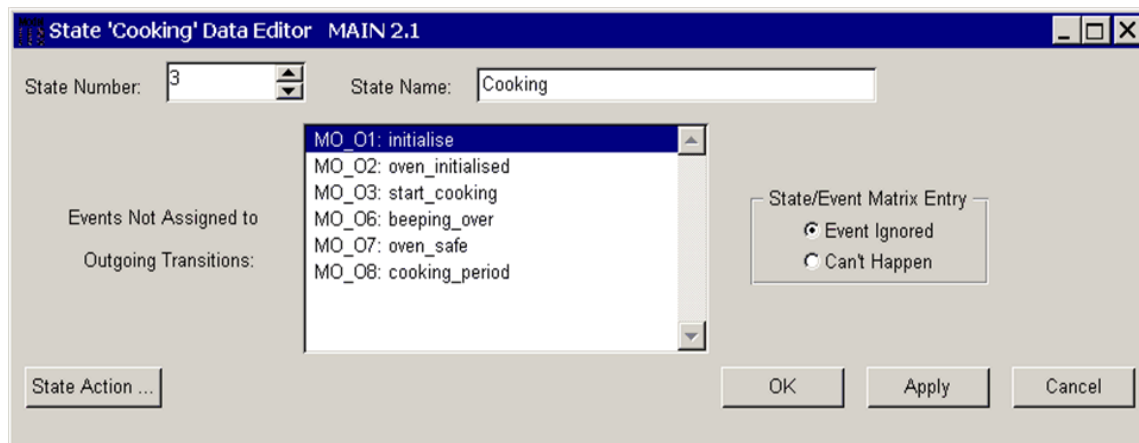 State 'Cooking' Data Editor MAIN 2.1
State Number: 3 State Name: Cooking
MO_O1: initialise
MO_O2: oven_initialised
MO_O3: start_cooking
MO_O6: beeping_over
MO_O7: oven_safe
MO_O8: cooking_period
Events Not Assigned to
Outgoing Transitions:
State/Event Matrix Entry
Event Ignored
Can't Happen
State Action ... OK Apply Cancel